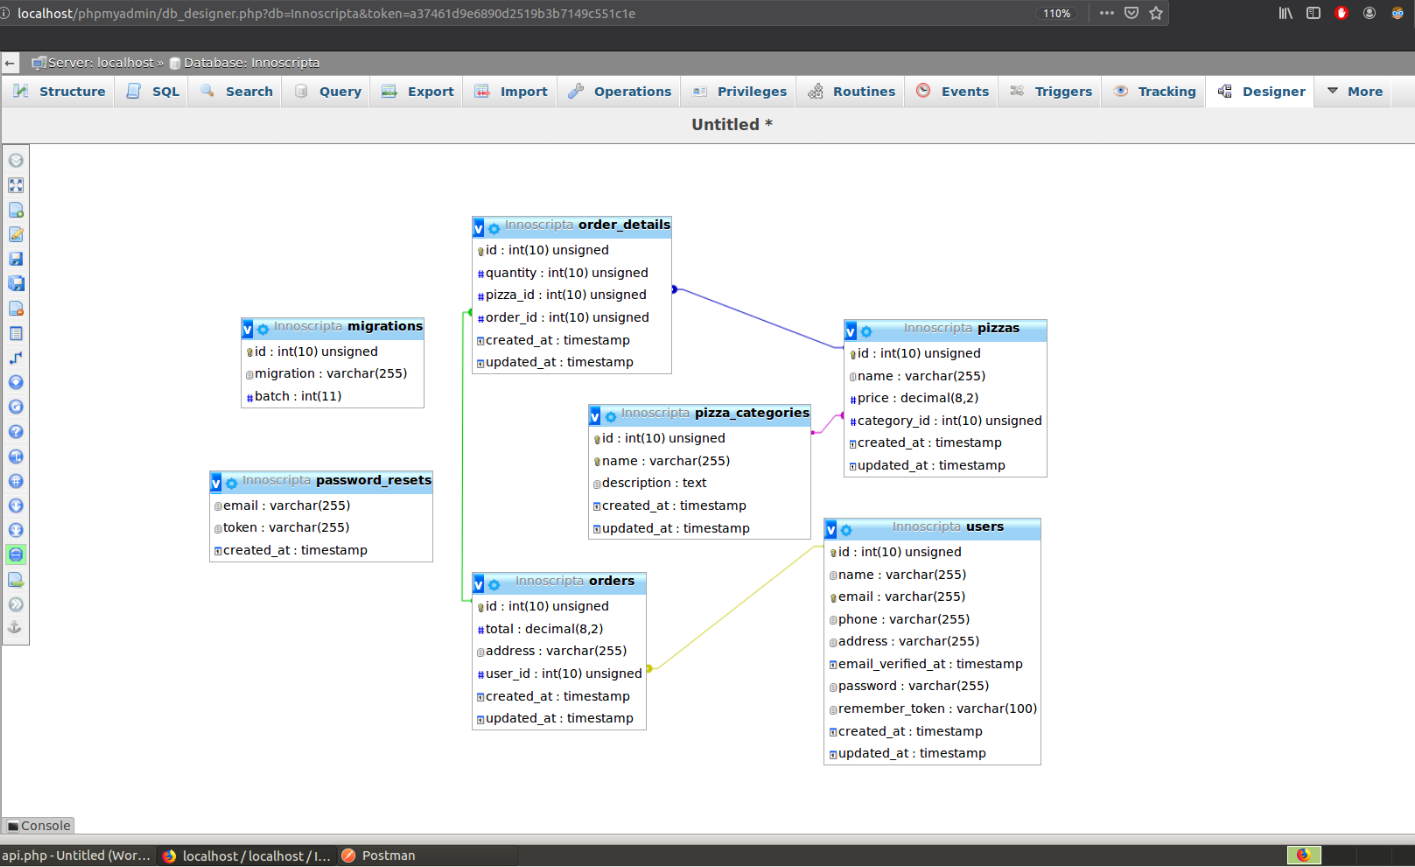 localhost/phpmyadmin/db_designer.php?db=Innoscripta&token=a37461d9e6890d2519b3b7149c551c1e
110%
Server: localhost » Database: Innoscripta
Structure SQL Search Query Export Import Operations Privileges Routines Events Triggers Tracking Designer More
Untitled *
Innoscripta order_details
id : int(10) unsigned
quantity : int(10) unsigned
pizza_id : int(10) unsigned
order_id : int(10) unsigned
created_at : timestamp
updated_at : timestamp
Innoscripta migrations
id : int(10) unsigned
migration : varchar(255)
batch : int(11)
Innoscripta pizzas
id : int(10) unsigned
name : varchar(255)
price : decimal(8,2)
category_id : int(10) unsigned
created_at : timestamp
updated_at : timestamp
Innoscripta pizza_categories
id : int(10) unsigned
name : varchar(255)
description : text
created_at : timestamp
updated_at : timestamp
Innoscripta password_resets
email : varchar(255)
token : varchar(255)
created_at : timestamp
Innoscripta users
id : int(10) unsigned
name : varchar(255)
email : varchar(255)
phone : varchar(255)
address : varchar(255)
email_verified_at : timestamp
password : varchar(255)
remember_token : varchar(100)
created_at : timestamp
updated_at : timestamp
Innoscripta orders
id : int(10) unsigned
total : decimal(8,2)
address : varchar(255)
user_id : int(10) unsigned
created_at : timestamp
updated_at : timestamp
Console
api.php - Untitled (Wor... localhost / localhost / I... Postman